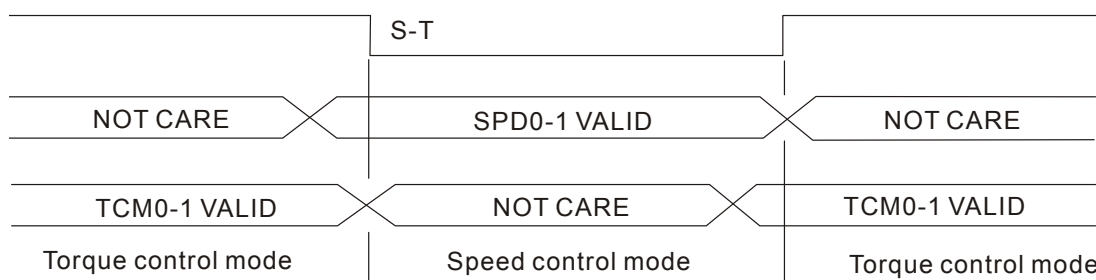 S-T
NOT CARE SPD0-1 VALID NOT CARE
TCM0-1 VALID NOT CARE TCM0-1 VALID
Torque control mode Speed control mode Torque control mode